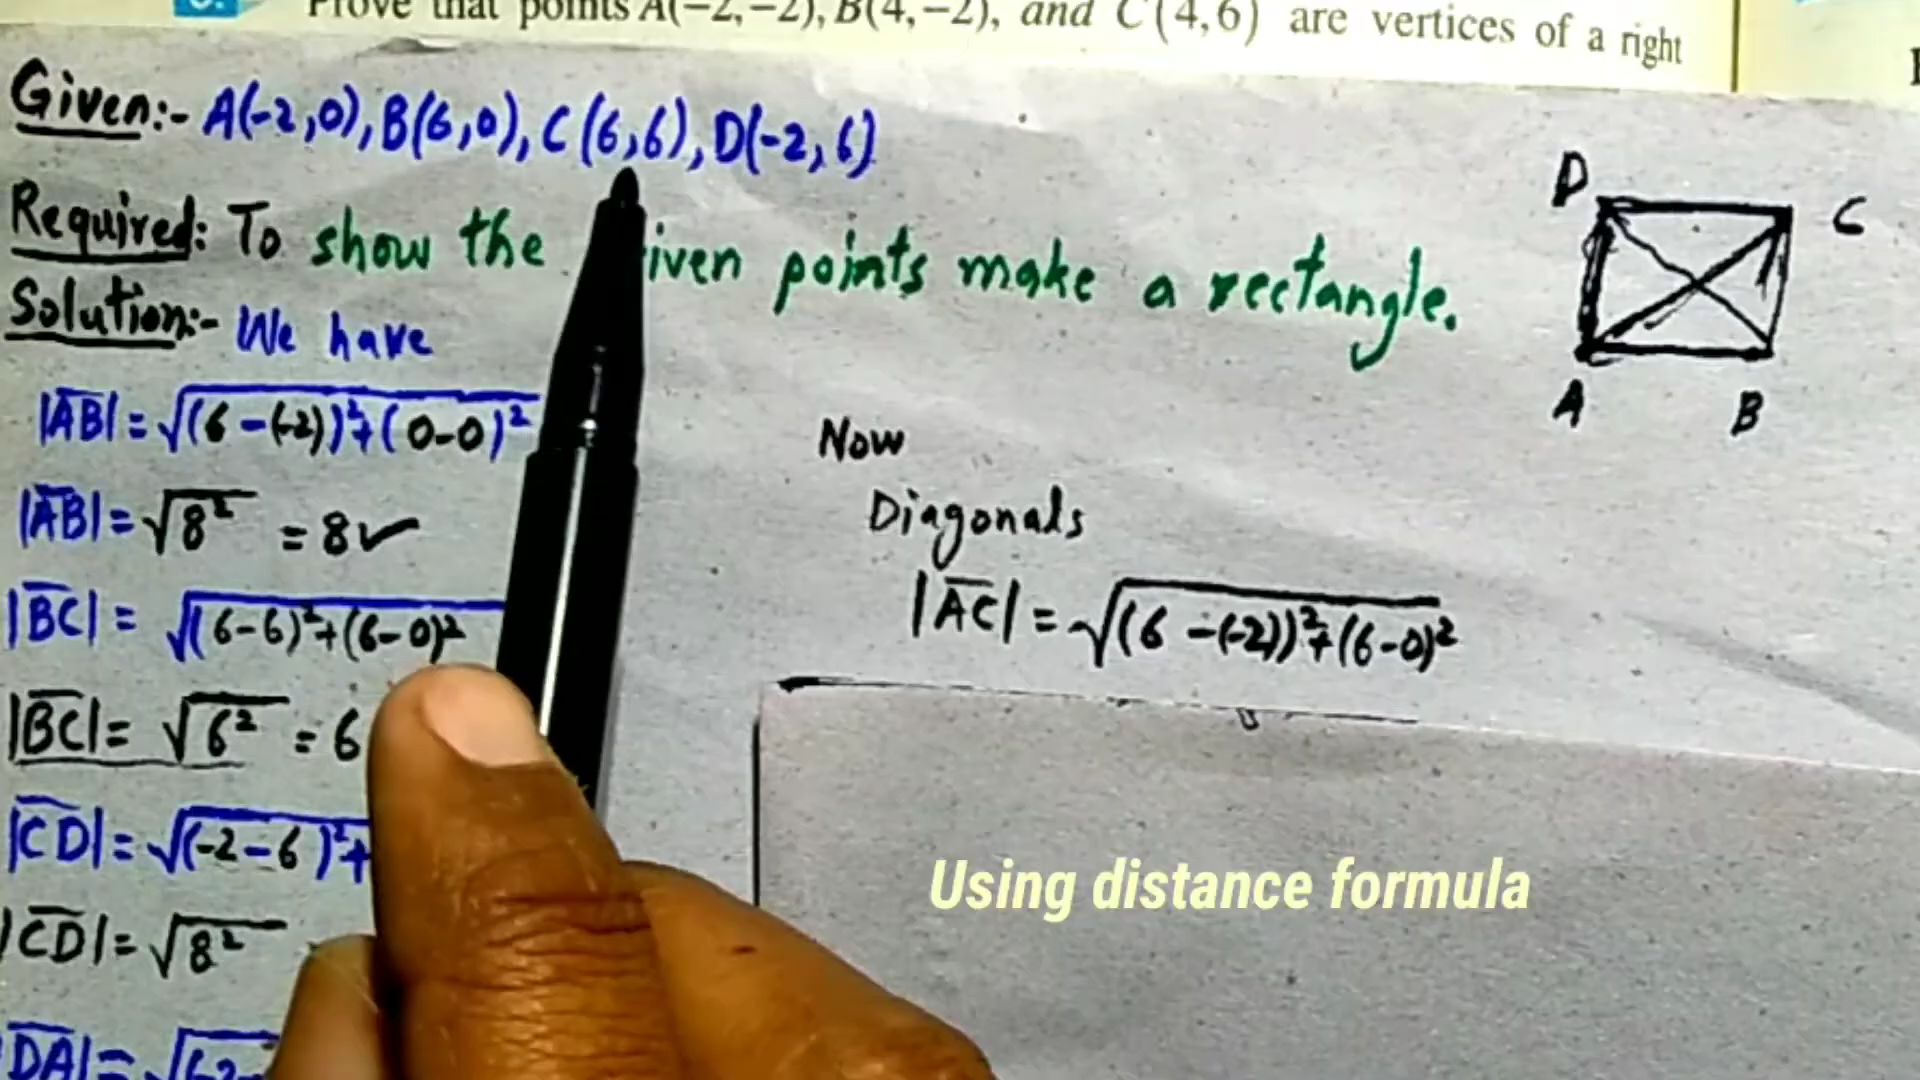 Prove that points A(−2,−2), B(4,−2), and C(4,6) are vertices of a right
Given:- A(-2,0), B(6,0), C(6,6), D(-2,6)
Required: To show the given points make a rectangle.
Solution:- We have
|AB| = √(6-(-2))²+(0-0)²
|AB| = √8² = 8✓
|BC| = √(6-6)²+(6-0)²
|BC| = √6² = 6
|CD| = √(-2-6)²+
|CD| = √8²
|DA| =
Now
Diagonals
|AC| = √(6-(-2))²+(6-0)²
D
C
A
B
Using distance formula